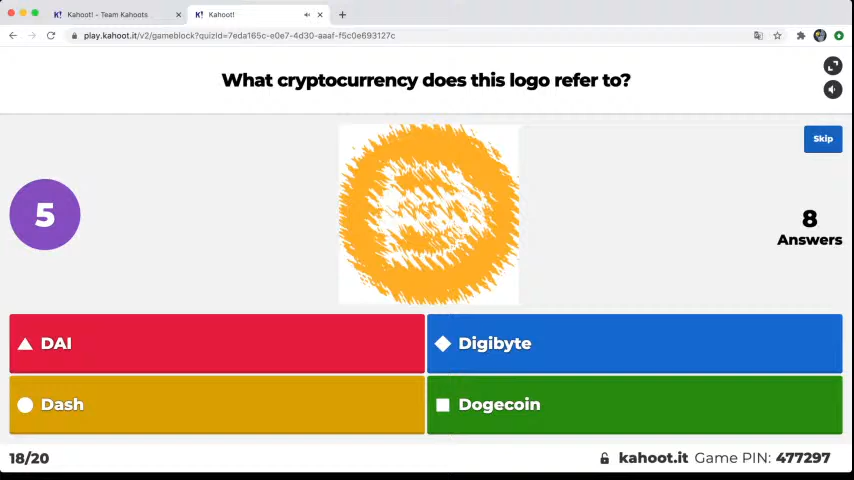 Kahoot! - Team Kahoots
Kahoot!
play.kahoot.it/v2/gameblock?quizId=7eda165c-e0e7-4d30-aaaf-f5c0e693127c
What cryptocurrency does this logo refer to?
Skip
5
8
Answers
DAI
Digibyte
Dash
Dogecoin
18/20
kahoot.it Game PIN: 477297